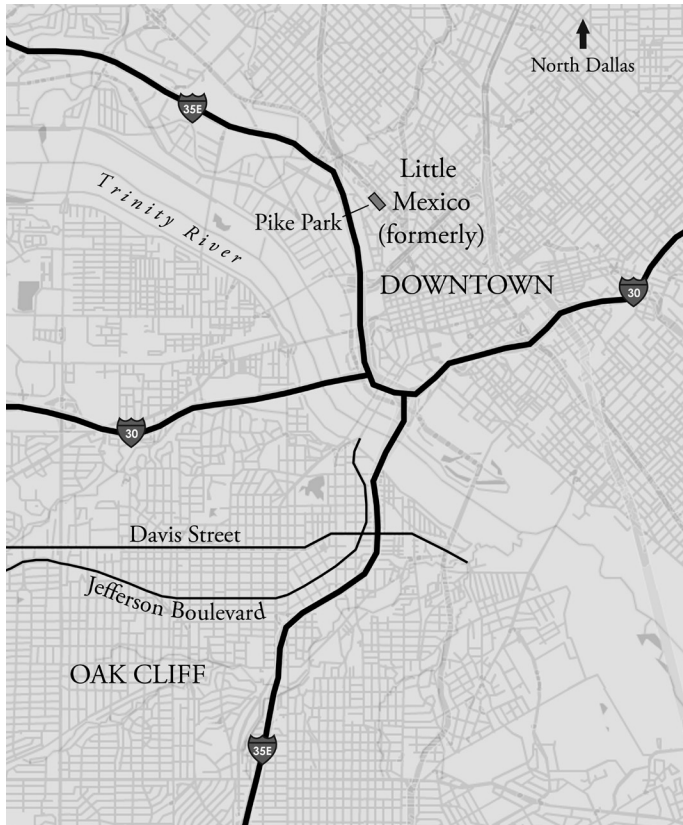 North Dallas
35E
Little
Mexico
(formerly)
Pike Park
Trinity River
DOWNTOWN
30
30
Davis Street
Jefferson Boulevard
OAK CLIFF
35E